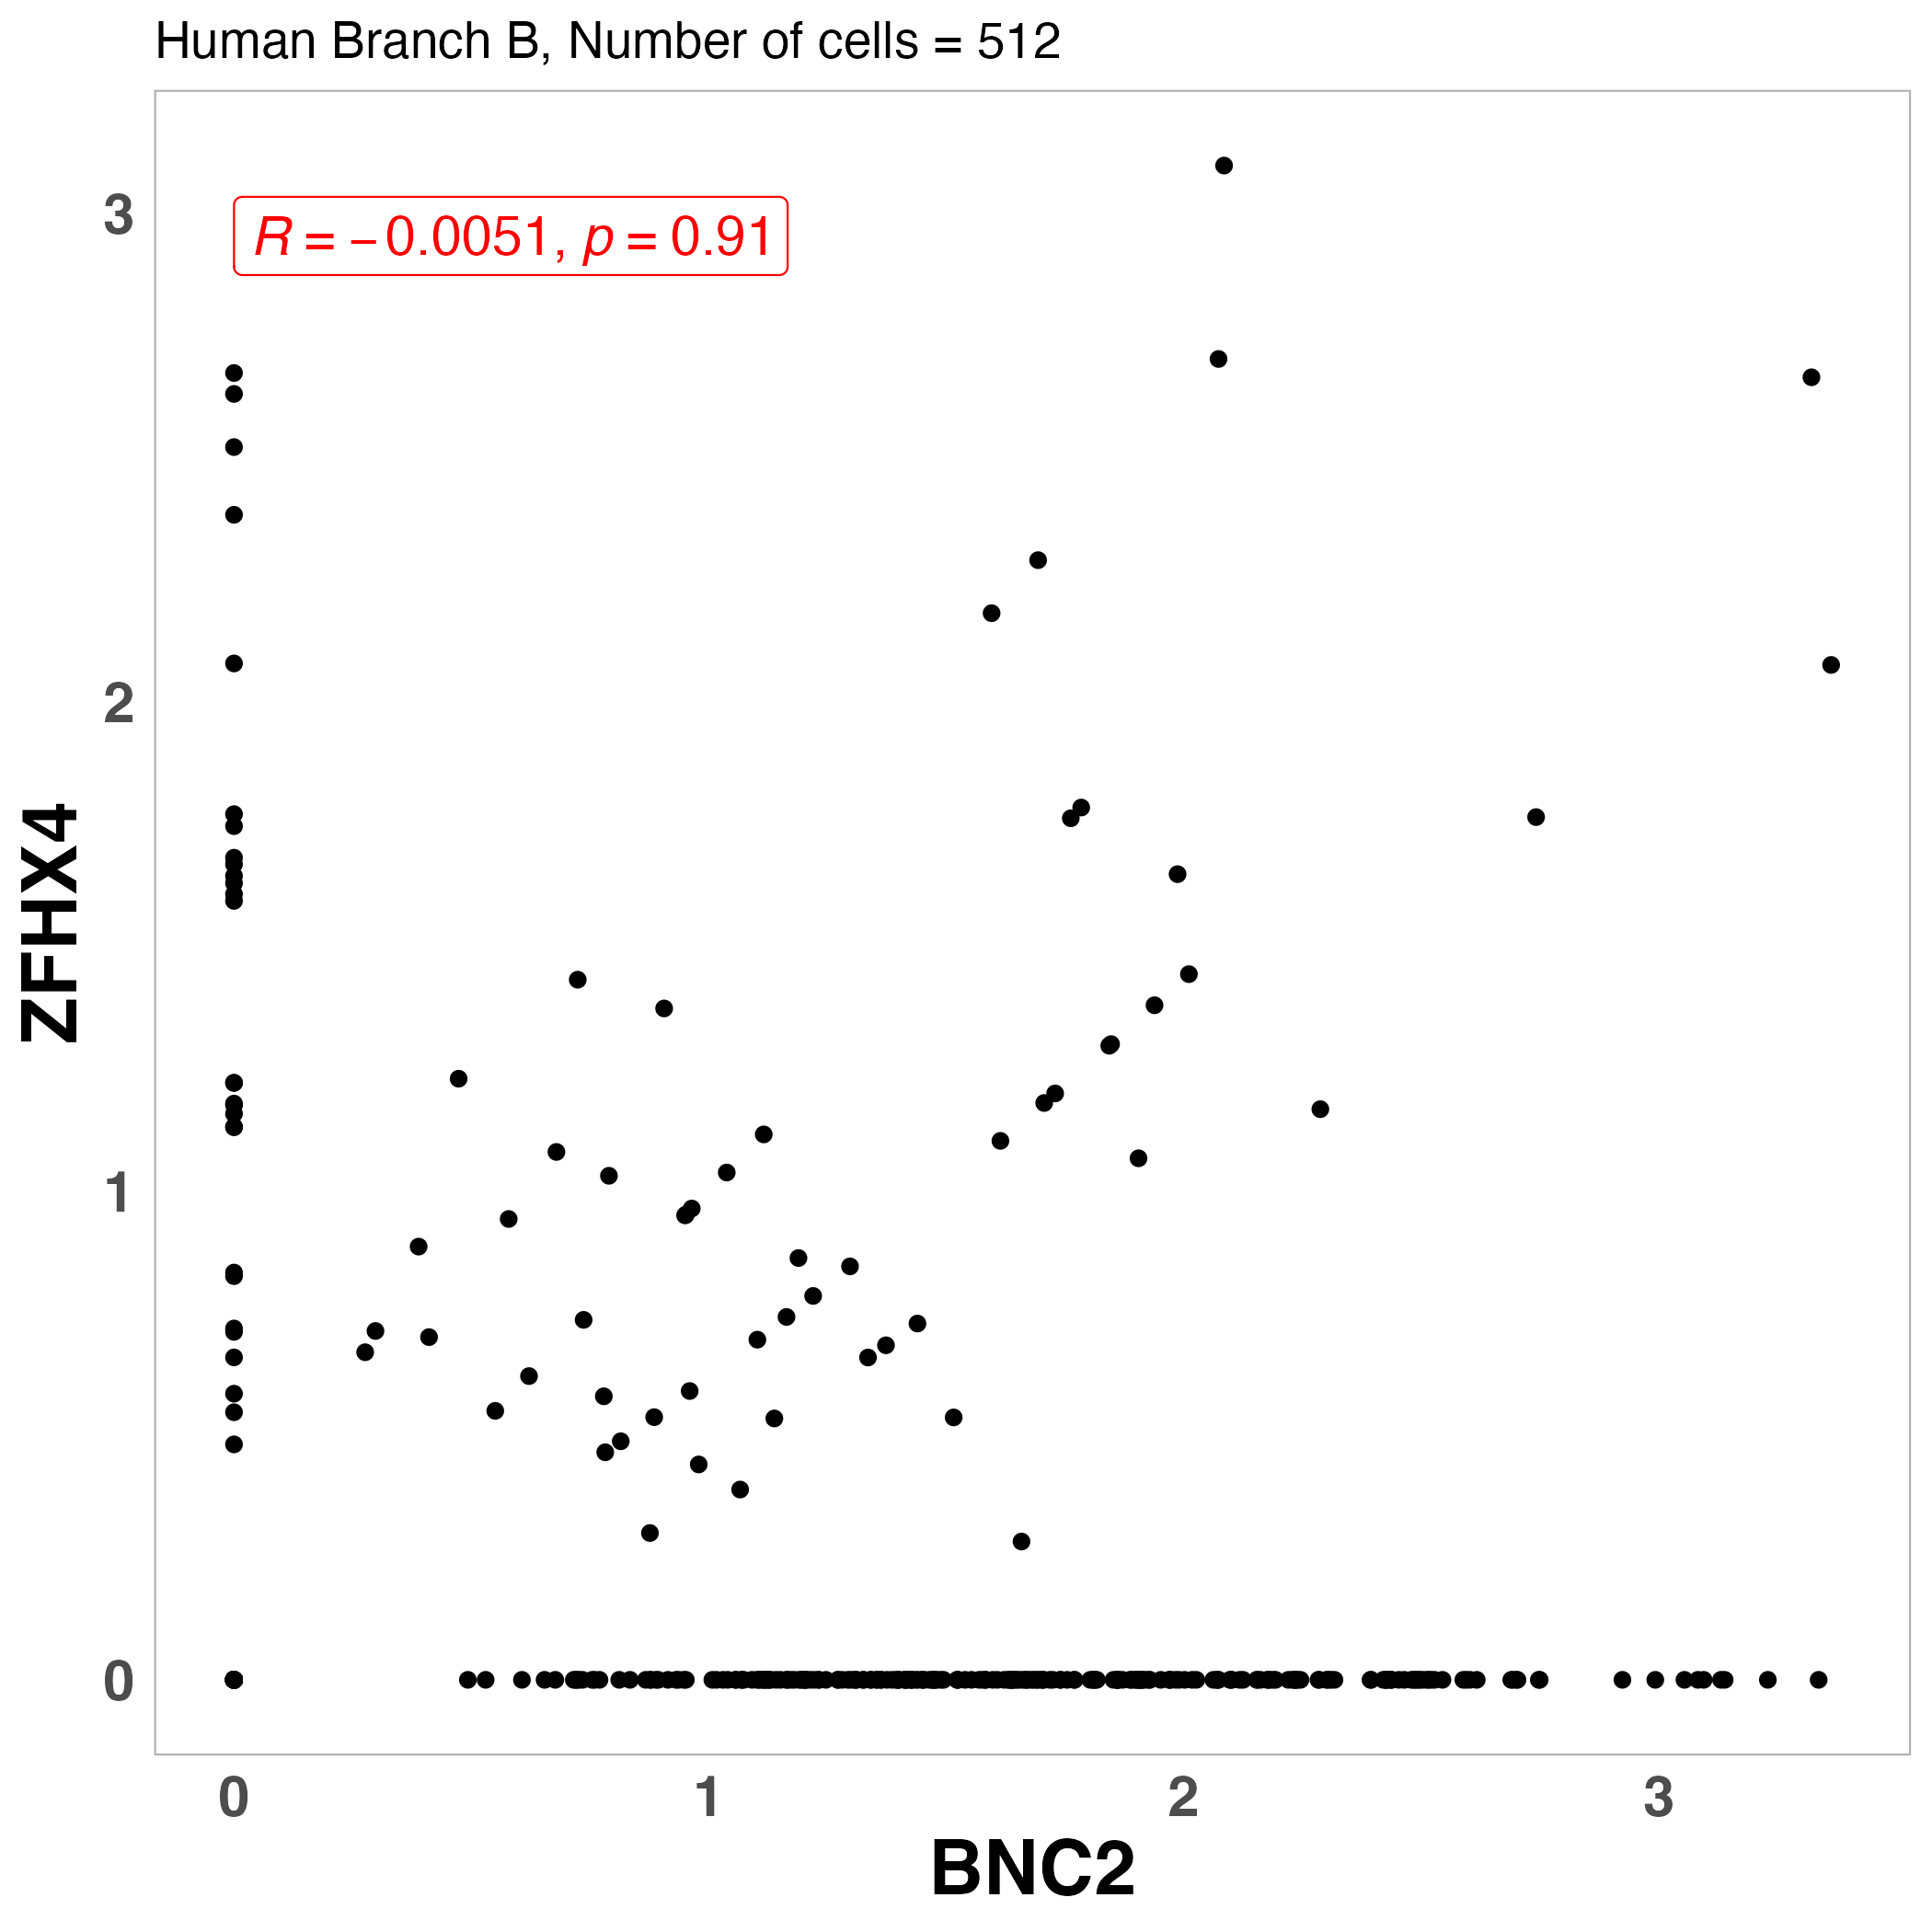 Human Branch B, Number of cells = 512
R = −0.0051, p = 0.91
3
2
1
0
ZFHX4
0 1 2 3
BNC2